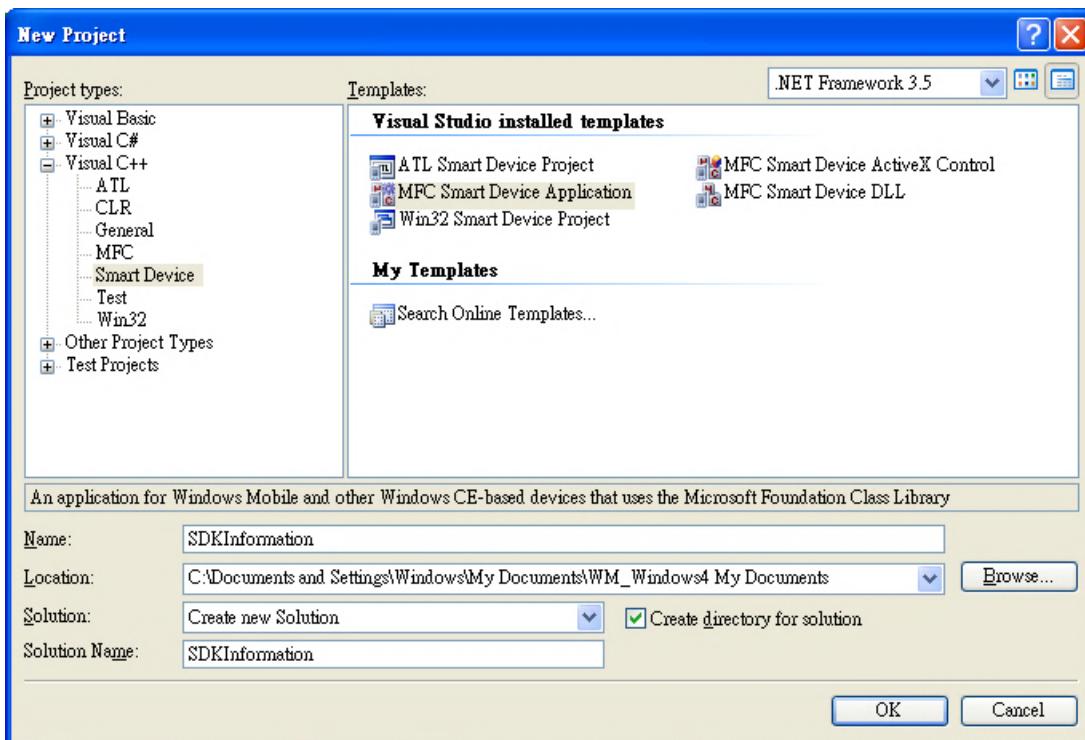 New Project
Project types:
Templates:
.NET Framework 3.5
Visual Basic
Visual C#
Visual C++
ATL
CLR
General
MFC
Smart Device
Test
Win32
Other Project Types
Test Projects
Visual Studio installed templates
ATL Smart Device Project
MFC Smart Device Application
Win32 Smart Device Project
MFC Smart Device ActiveX Control
MFC Smart Device DLL
My Templates
Search Online Templates...
An application for Windows Mobile and other Windows CE-based devices that uses the Microsoft Foundation Class Library
Name:
SDKInformation
Location:
C:\Documents and Settings\Windows\My Documents\WM_Windows4 My Documents
Browse...
Solution:
Create new Solution
Create directory for solution
Solution Name:
SDKInformation
OK
Cancel